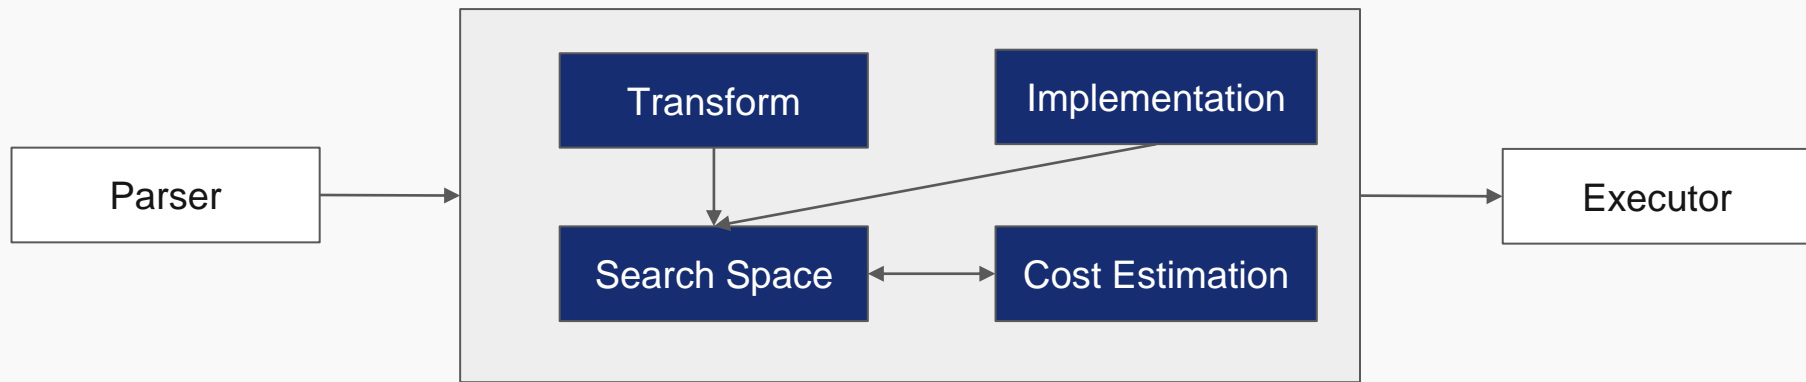 Parser
Transform
Implementation
Search Space
Cost Estimation
Executor